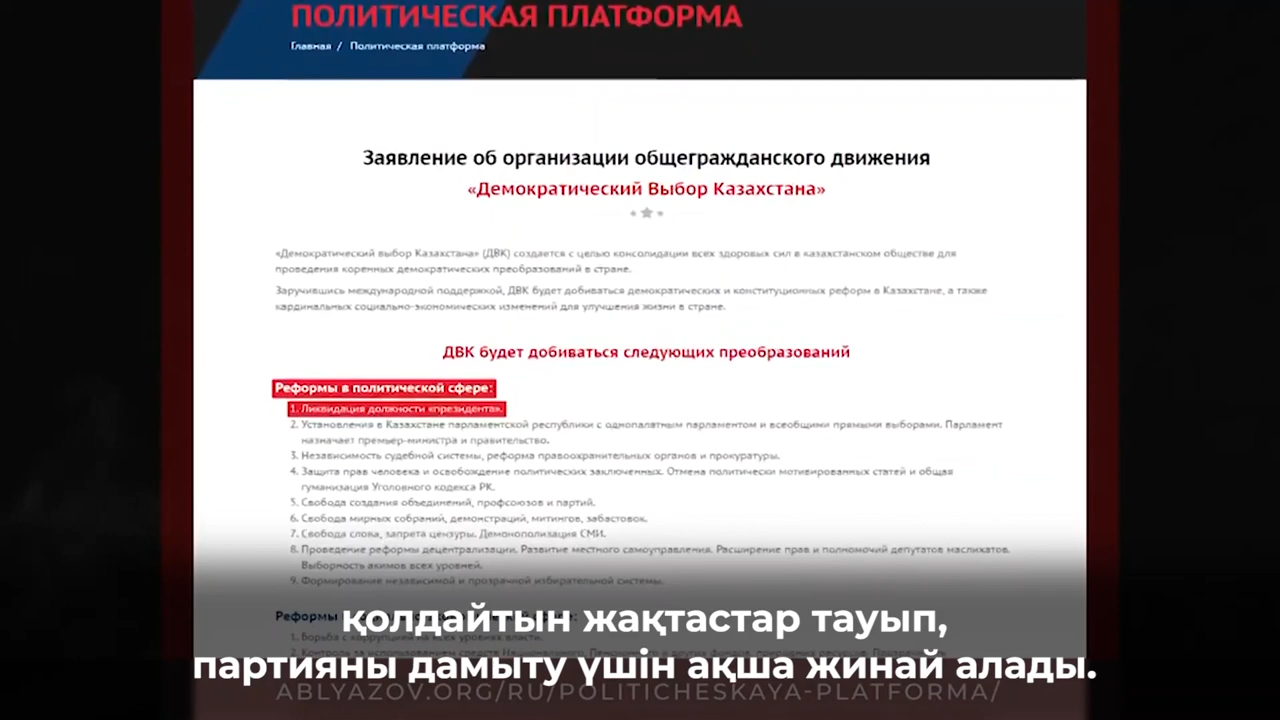 ПОЛИТИЧЕСКАЯ ПЛАТФОРМА
Главная / Политическая платформа
Заявление об организации общегражданского движения
«Демократический Выбор Казахстана»
«Демократический выбор Казахстана» (ДВК) создается с целью консолидации всех здоровых сил в казахстанском обществе для
проведения коренных демократических преобразований в стране.
Заручившись международной поддержкой, ДВК будет добиваться демократических и конституционных реформ в Казахстане, а также
кардинальных социально-экономических изменений для улучшения жизни в стране.
ДВК будет добиваться следующих преобразований
Реформы в политической сфере:
1. Ликвидация должности «президента».
2. Установления в Казахстане парламентской республики с однопалатным парламентом и всеобщими прямыми выборами. Парламент
назначает премьер-министра и правительство.
3. Независимость судебной системы, реформа правоохранительных органов и прокуратуры.
4. Защита прав человека и освобождение политических заключенных. Отмена политически мотивированных статей и общая
гуманизация Уголовного кодекса РК.
5. Свобода создания объединений, профсоюзов и партий.
6. Свобода мирных собраний, демонстраций, митингов, забастовок.
7. Свобода слова, запрета цензуры. Демонополизация СМИ.
8. Проведение реформы децентрализации. Развитие местного самоуправления. Расширение прав и полномочий депутатов маслихатов.
Выборность акимов всех уровней.
9. Формирование независимой и прозрачной избирательной системы.
қолдайтын жақтастар тауып,
1. Борьба с коррупцией на всех уровнях власти.
партияны дамыту үшін ақша жинай алады.
ABLYAZOV.ORG/RU/POLITICHESKAYA-PLATFORMA/